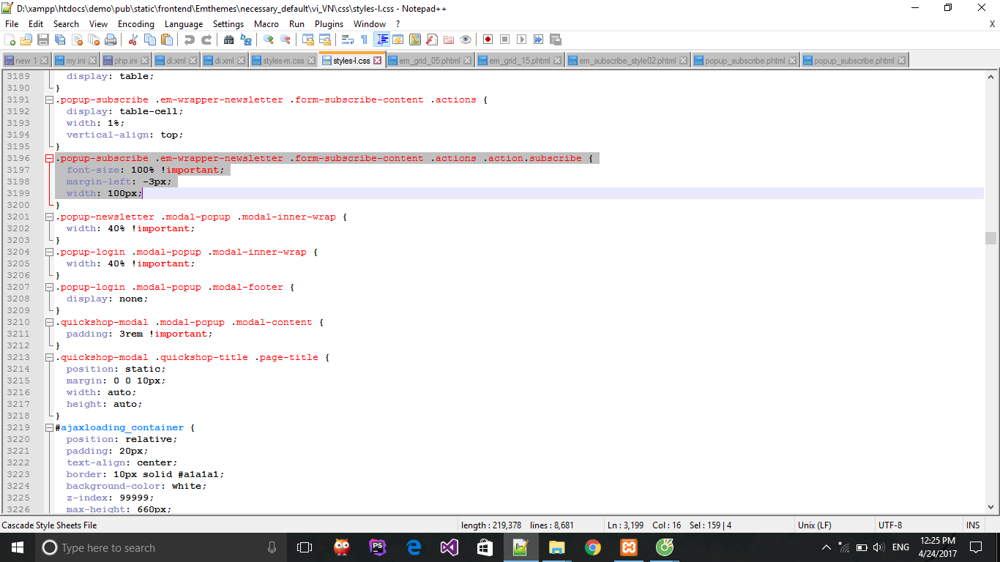 D:\xampp\htdocs\demo\pub\static\frontend\Emthemes\necessary_default\vi_VN\css\styles-l.css - Notepad++
File Edit Search View Encoding Language Settings Macro Run Plugins Window ? X
new 1 my.ini php.ini di.xml di.xml styles-m.css styles-l.css em_grid_05.phtml em_grid_15.phtml em_subscribe_style02.phtml popup_subscribe.phtml popup_subscribe.phtml
3189 display: table;
3190 }
3191 .popup-subscribe .em-wrapper-newsletter .form-subscribe-content .actions {
3192 display: table-cell;
3193 width: 1%;
3194 vertical-align: top;
3195 }
3196 .popup-subscribe .em-wrapper-newsletter .form-subscribe-content .actions .action.subscribe {
3197 font-size: 100% !important;
3198 margin-left: -3px;
3199 width: 100px;
3200 }
3201 .popup-newsletter .modal-popup .modal-inner-wrap {
3202 width: 40% !important;
3203 }
3204 .popup-login .modal-popup .modal-inner-wrap {
3205 width: 40% !important;
3206 }
3207 .popup-login .modal-popup .modal-footer {
3208 display: none;
3209 }
3210 .quickshop-modal .modal-popup .modal-content {
3211 padding: 3rem !important;
3212 }
3213 .quickshop-modal .quickshop-title .page-title {
3214 position: static;
3215 margin: 0 0 10px;
3216 width: auto;
3217 height: auto;
3218 }
3219 #ajaxloading_container {
3220 position: relative;
3221 padding: 20px;
3222 text-align: center;
3223 border: 10px solid #a1a1a1;
3224 background-color: white;
3225 z-index: 99999;
3226 max-height: 660px;
Cascade Style Sheets File length : 219,378 lines : 8,681 Ln : 3,199 Col : 16 Sel : 159 | 4 Unix (LF) UTF-8 INS
Type here to search PS ENG 12:25 PM
4/24/2017